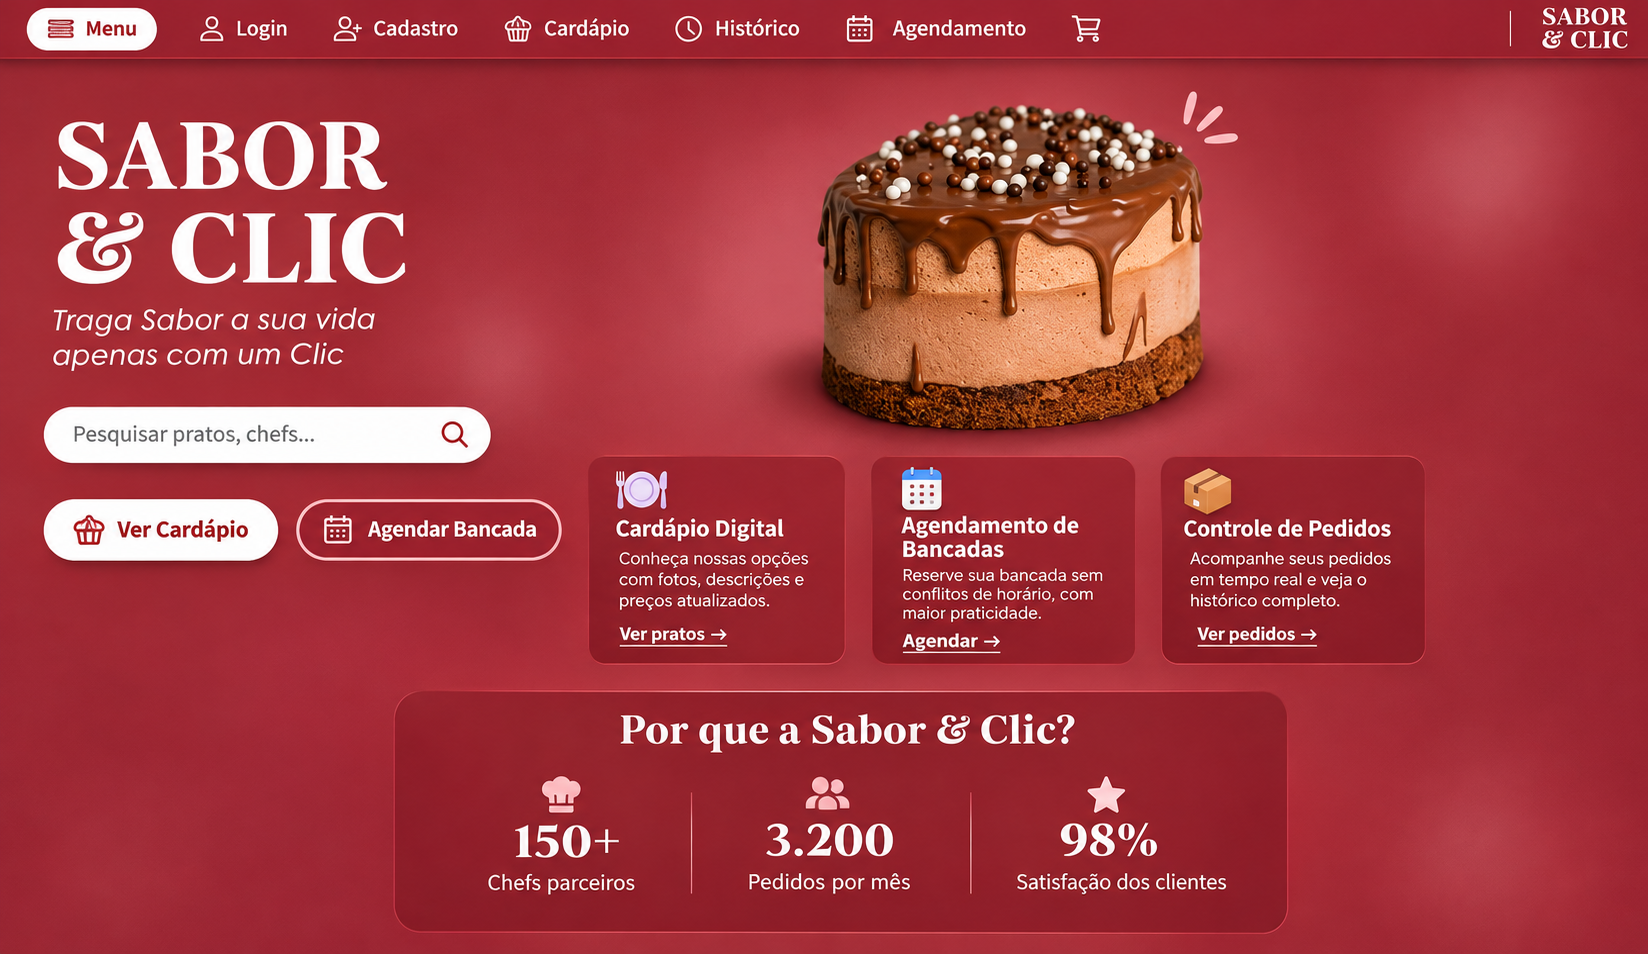 Menu
Login
Cadastro
Cardápio
Histórico
Agendamento
SABOR
& CLIC
SABOR
& CLIC
Traga Sabor a sua vida
apenas com um Clic
Pesquisar pratos, chefs...
Ver Cardápio
Agendar Bancada
Cardápio Digital
Conheça nossas opções
com fotos, descrições e
preços atualizados.
Ver pratos →
Agendamento de
Bancadas
Reserve sua bancada sem
conflitos de horário, com
maior praticidade.
Agendar →
Controle de Pedidos
Acompanhe seus pedidos
em tempo real e veja o
histórico completo.
Ver pedidos →
Por que a Sabor & Clic?
150+
Chefs parceiros
3.200
Pedidos por mês
98%
Satisfação dos clientes